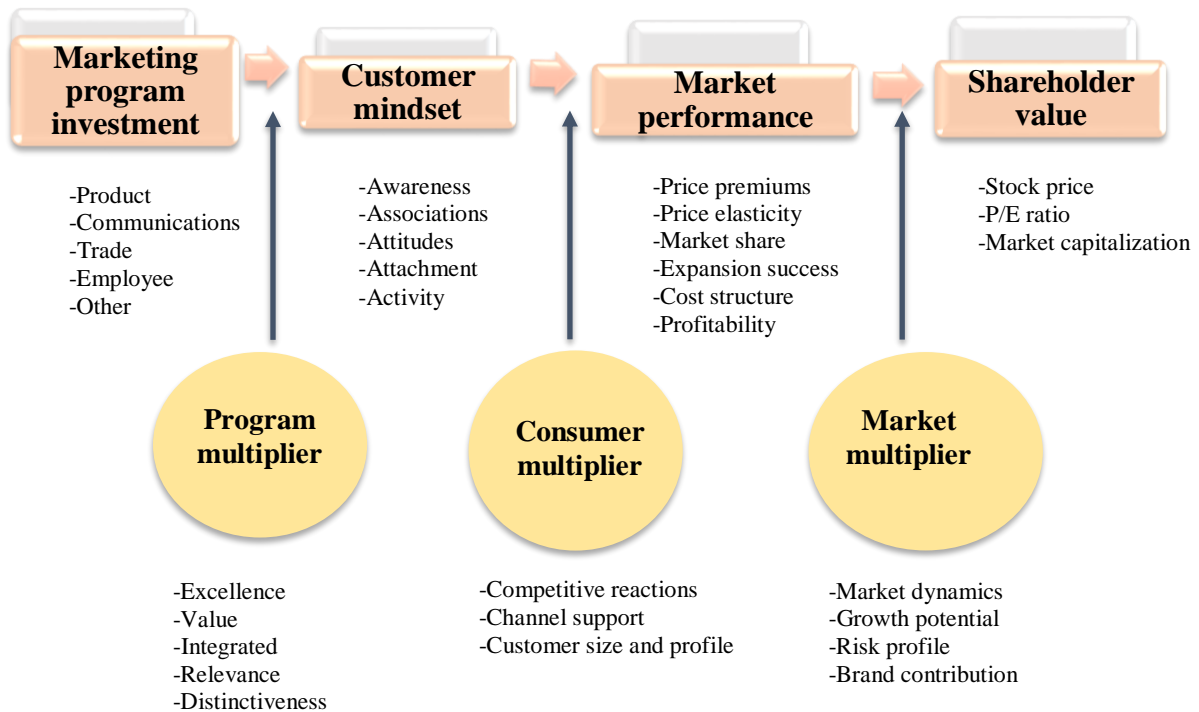 Marketing
program
investment
Customer
mindset
Market
performance
Shareholder
value
-Product
-Communications
-Trade
-Employee
-Other
-Awareness
-Associations
-Attitudes
-Attachment
-Activity
-Price premiums
-Price elasticity
-Market share
-Expansion success
-Cost structure
-Profitability
-Stock price
-P/E ratio
-Market capitalization
Program
multiplier
Consumer
multiplier
Market
multiplier
-Excellence
-Value
-Integrated
-Relevance
-Distinctiveness
-Competitive reactions
-Channel support
-Customer size and profile
-Market dynamics
-Growth potential
-Risk profile
-Brand contribution